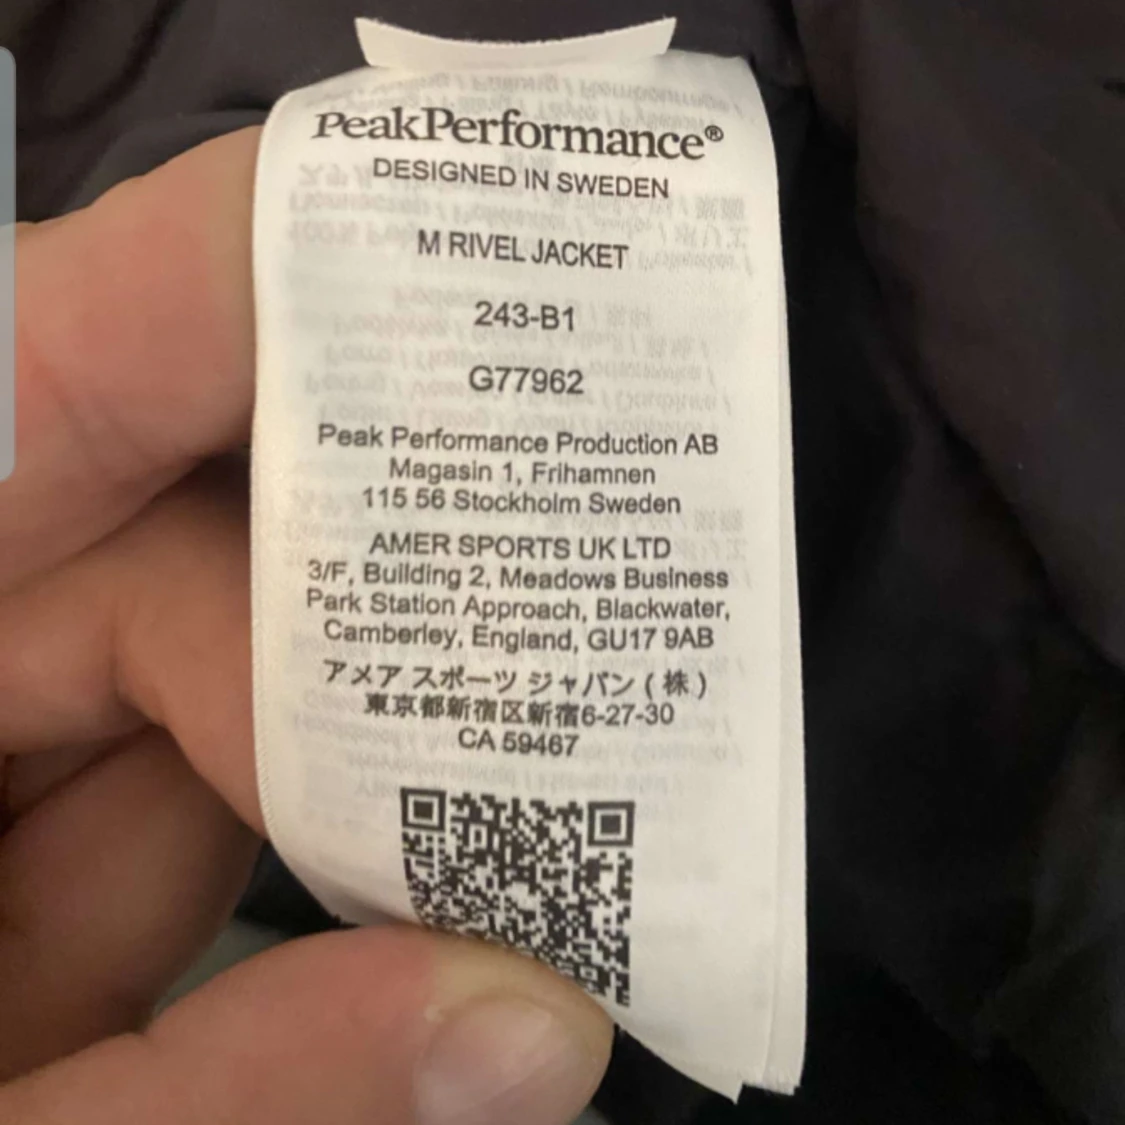 PeakPerformance®
DESIGNED IN SWEDEN
M RIVEL JACKET
243-B1
G77962
Peak Performance Production AB
Magasin 1, Frihamnen
115 56 Stockholm Sweden
AMER SPORTS UK LTD
3/F, Building 2, Meadows Business
Park Station Approach, Blackwater,
Camberley, England, GU17 9AB
アメア スポーツ ジャパン ( 株 )
東京都新宿区新宿6-27-30
CA 59467